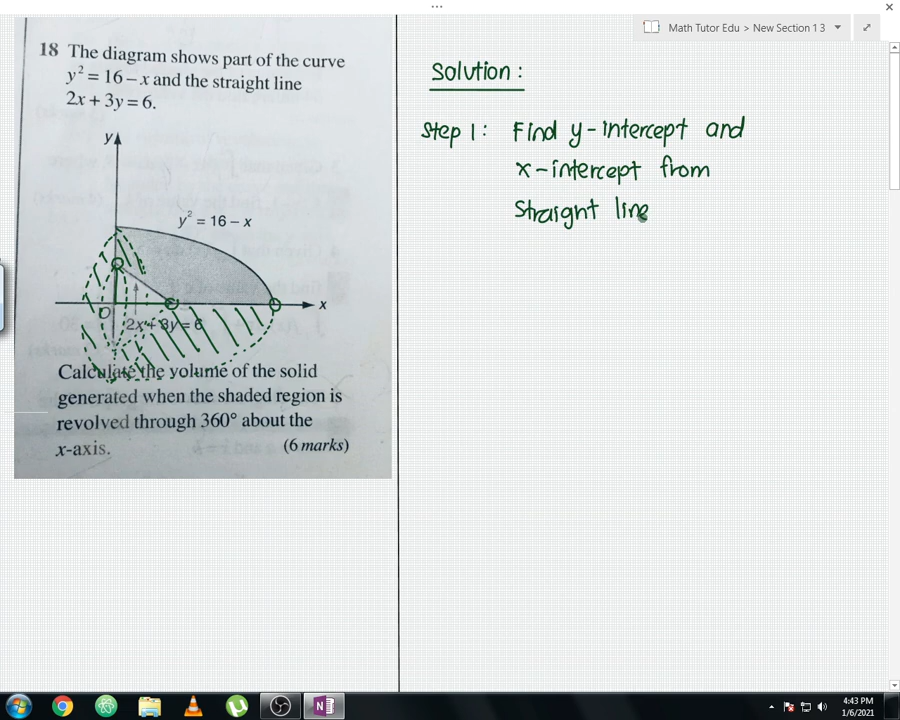 Math Tutor Edu > New Section 1 3
18 The diagram shows part of the curve
y² = 16 – x and the straight line
2x + 3y = 6.
y
y² = 16 – x
x
O
2x + 3y = 6
Calculate the volume of the solid
generated when the shaded region is
revolved through 360° about the
x-axis. (6 marks)
Solution :
Step 1 : Find y-intercept and
x-intercept from
Straight line
4:43 PM
1/6/2021